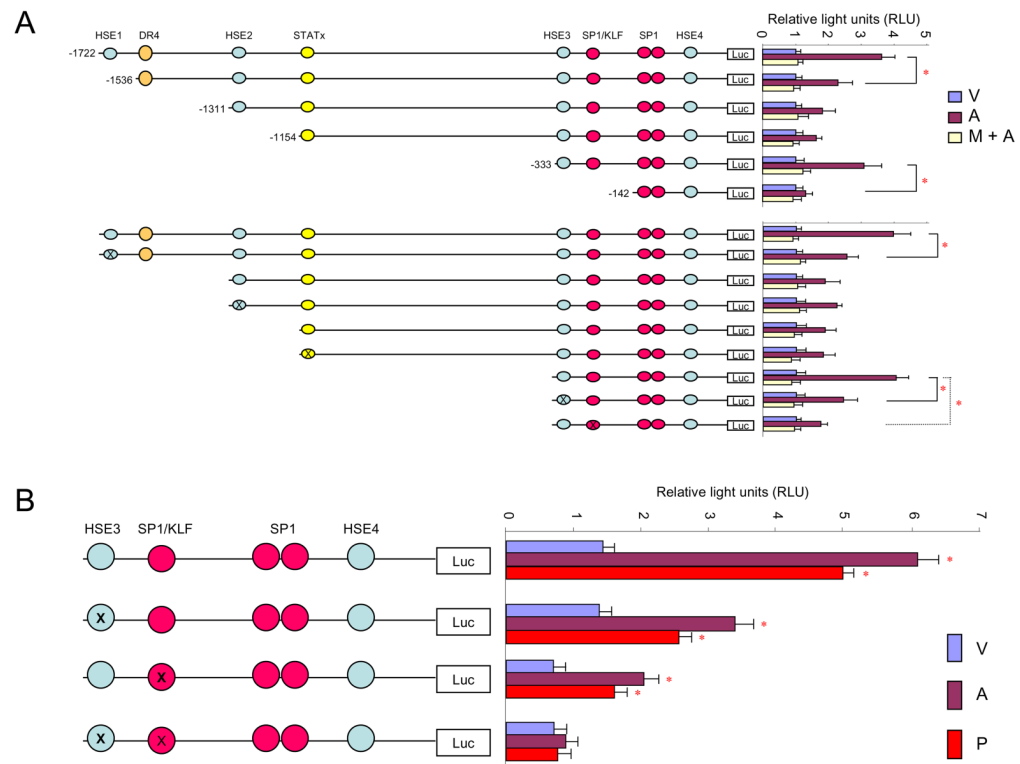 A
Relative light units (RLU)
HSE1 DR4 HSE2 STATx HSE3 SP1/KLF SP1 HSE4
0 1 2 3 4 5
-1722 Luc *
-1536 Luc
-1311 Luc
-1154 Luc
-333 Luc *
-142 Luc
V
A
M + A
Luc *
X Luc
Luc
X Luc
Luc
X Luc
Luc * *
X Luc
X Luc
B
Relative light units (RLU)
0 1 2 3 4 5 6 7
HSE3 SP1/KLF SP1 HSE4
Luc * *
X Luc * *
X Luc * *
X X Luc
V
A
P